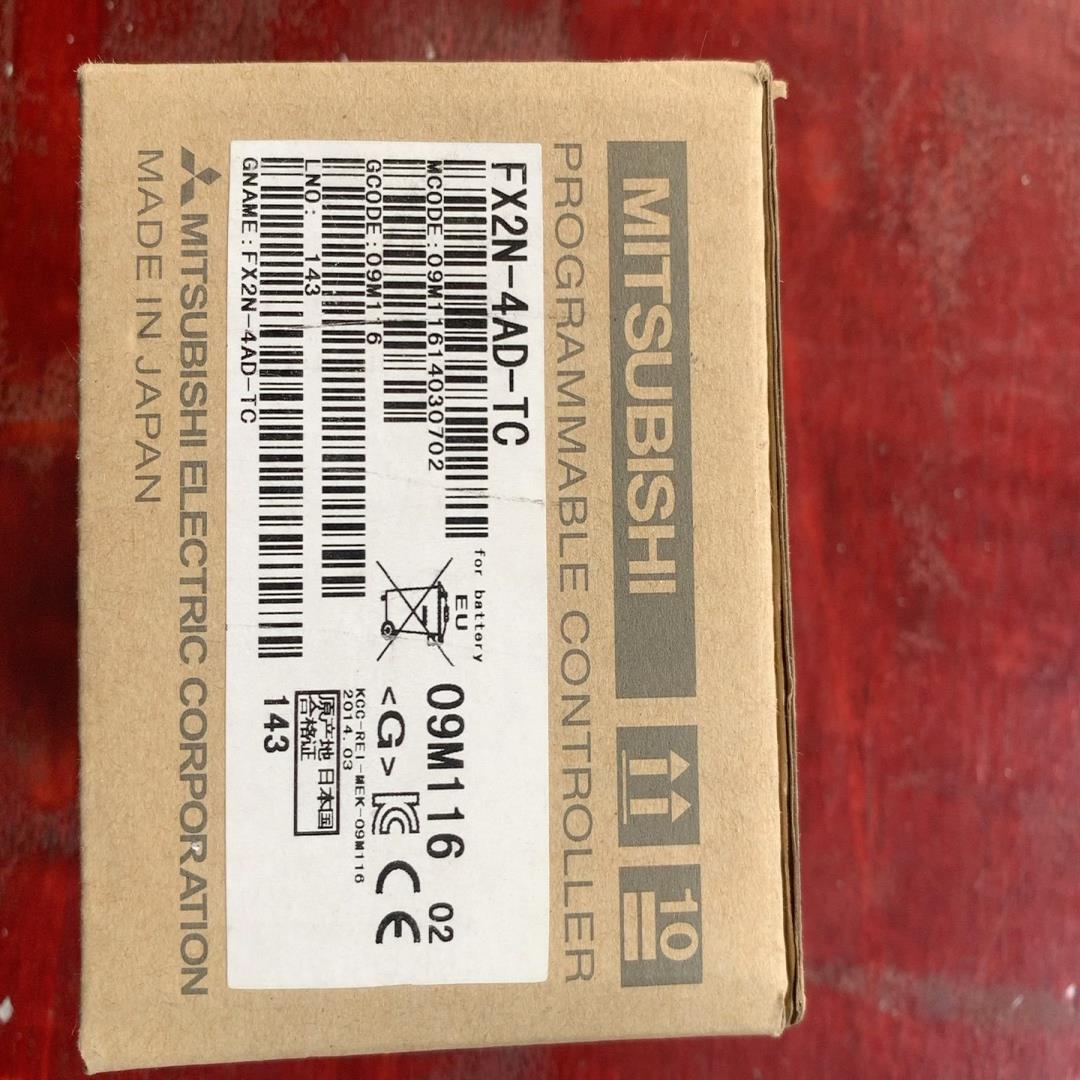 MITSUBISHI
10
PROGRAMMABLE CONTROLLER
FX2N-4AD-TC
MCODE:09M11614030702
for battery
EU
09M116 02
GCODE:09M116
<G>
CE
KCC-REI-MEK-09M116
2014.03
LNO: 143
原产地 日本国
合格证
143
GNAME:FX2N-4AD-TC
MITSUBISHI ELECTRIC CORPORATION
MADE IN JAPAN